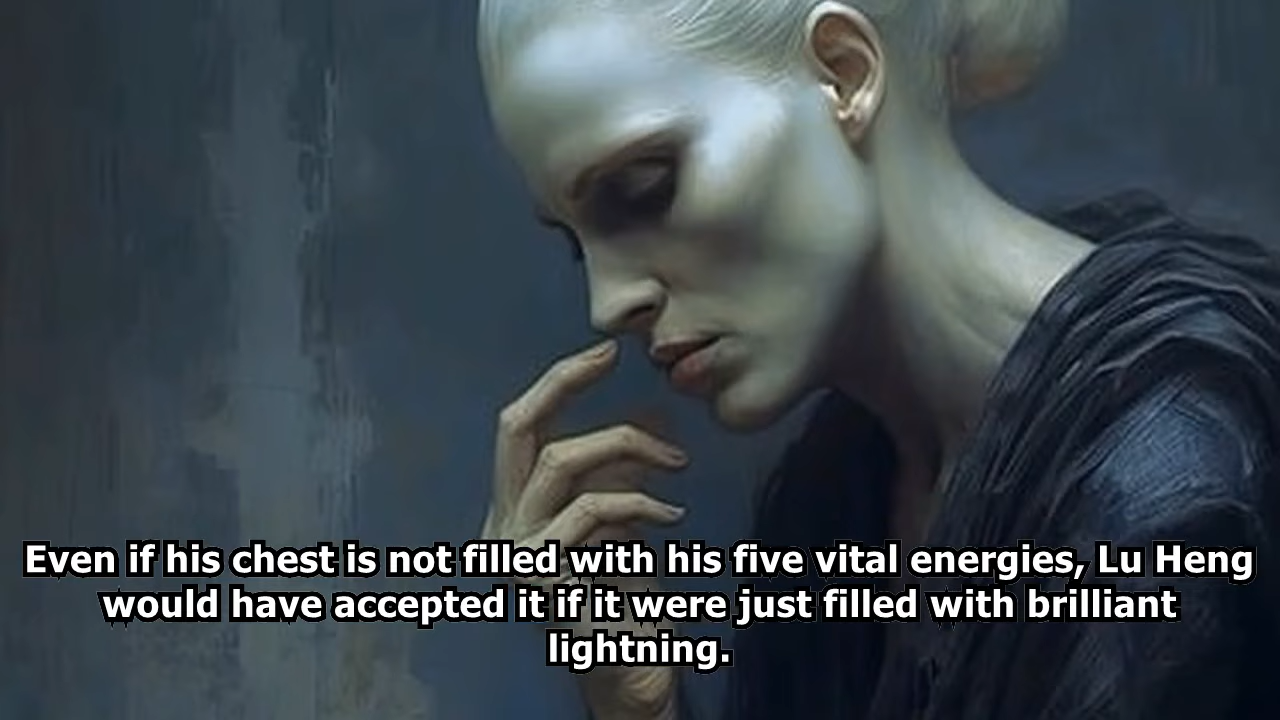 Even if his chest is not filled with his five vital energies, Lu Heng
would have accepted it if it were just filled with brilliant
lightning.